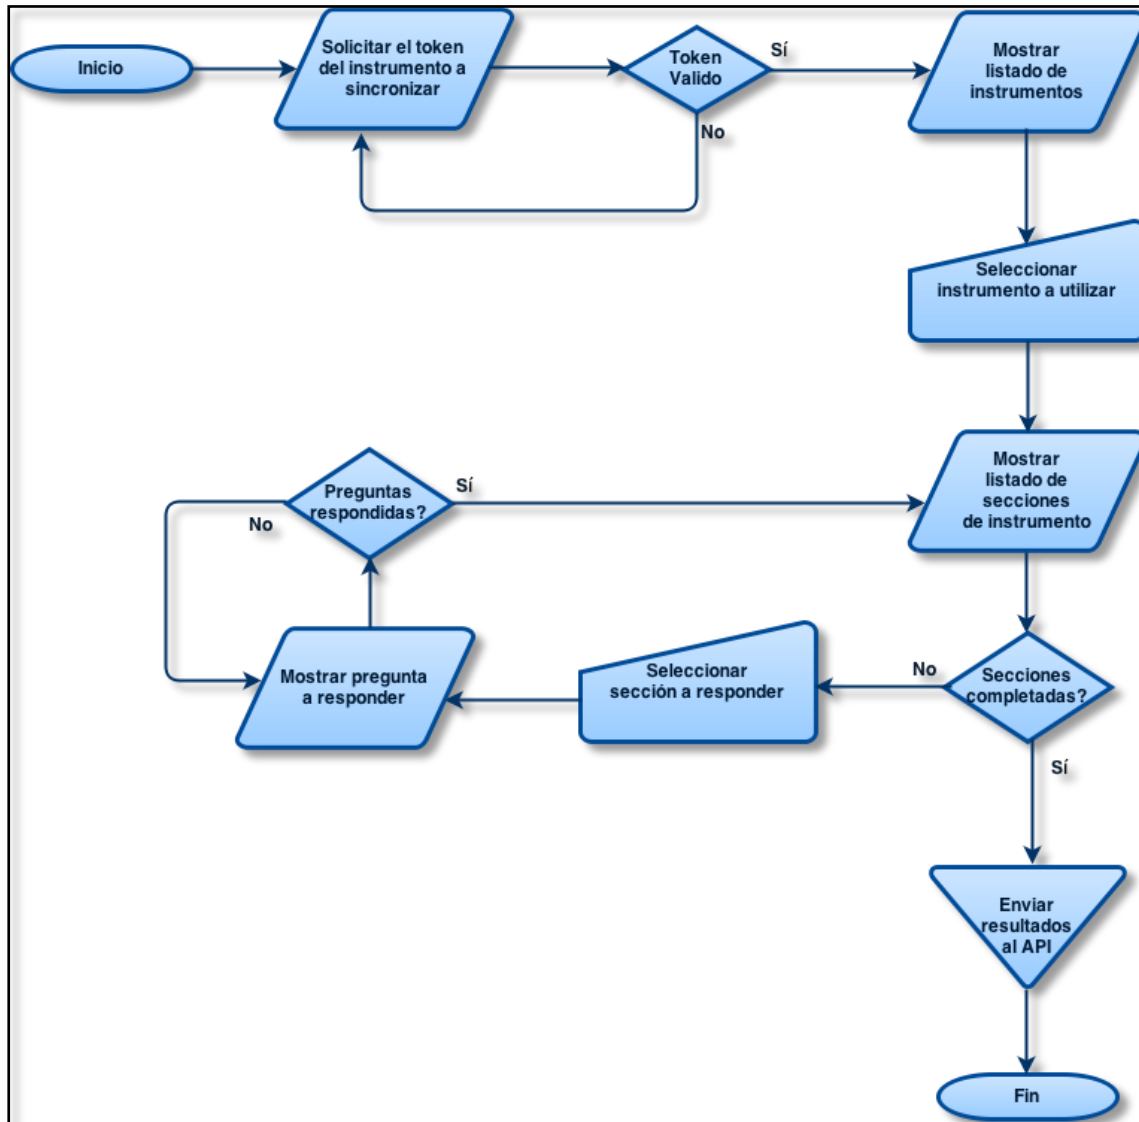 Inicio
Solicitar el token
del instrumento a
sincronizar
Token
Valido
Sí
No
Mostrar
listado de
instrumentos
Seleccionar
instrumento a utilizar
Mostrar
listado de
secciones
de instrumento
Preguntas
respondidas?
Sí
No
Mostrar pregunta
a responder
Seleccionar
sección a responder
No
Secciones
completadas?
Sí
Enviar
resultados
al API
Fin